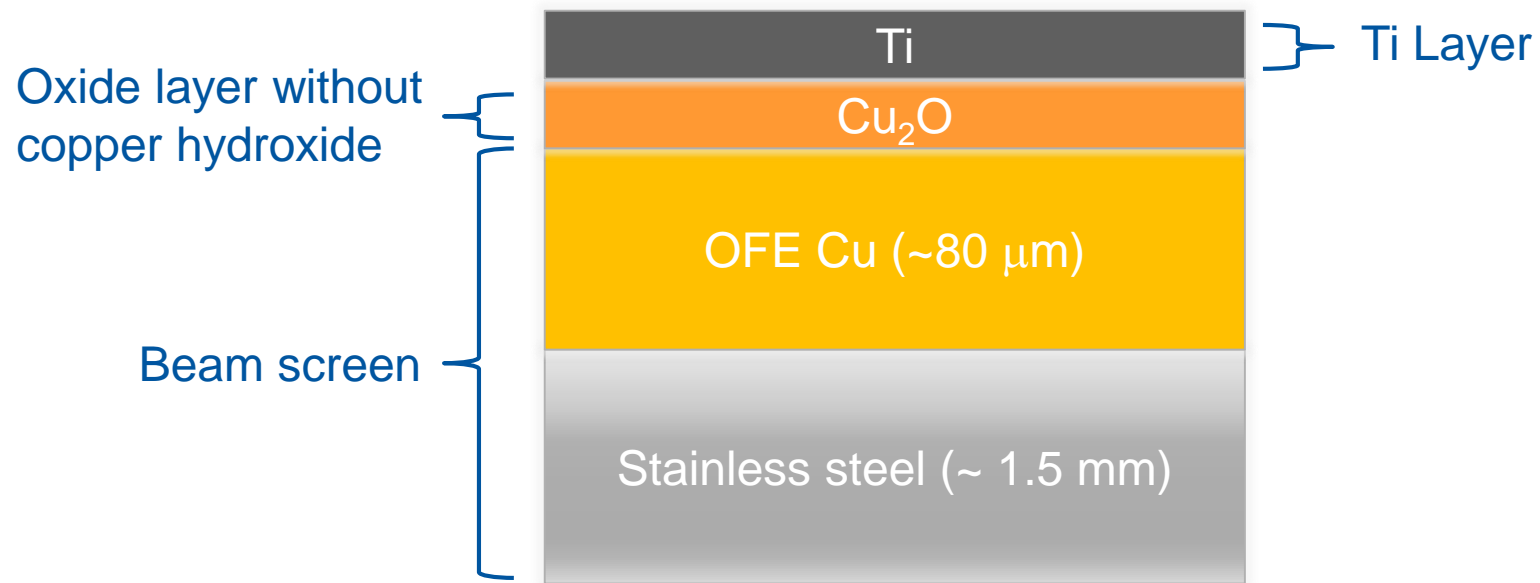 Ti
Ti Layer
Oxide layer without
copper hydroxide
Cu₂O
OFE Cu (~80 μm)
Beam screen
Stainless steel (~ 1.5 mm)